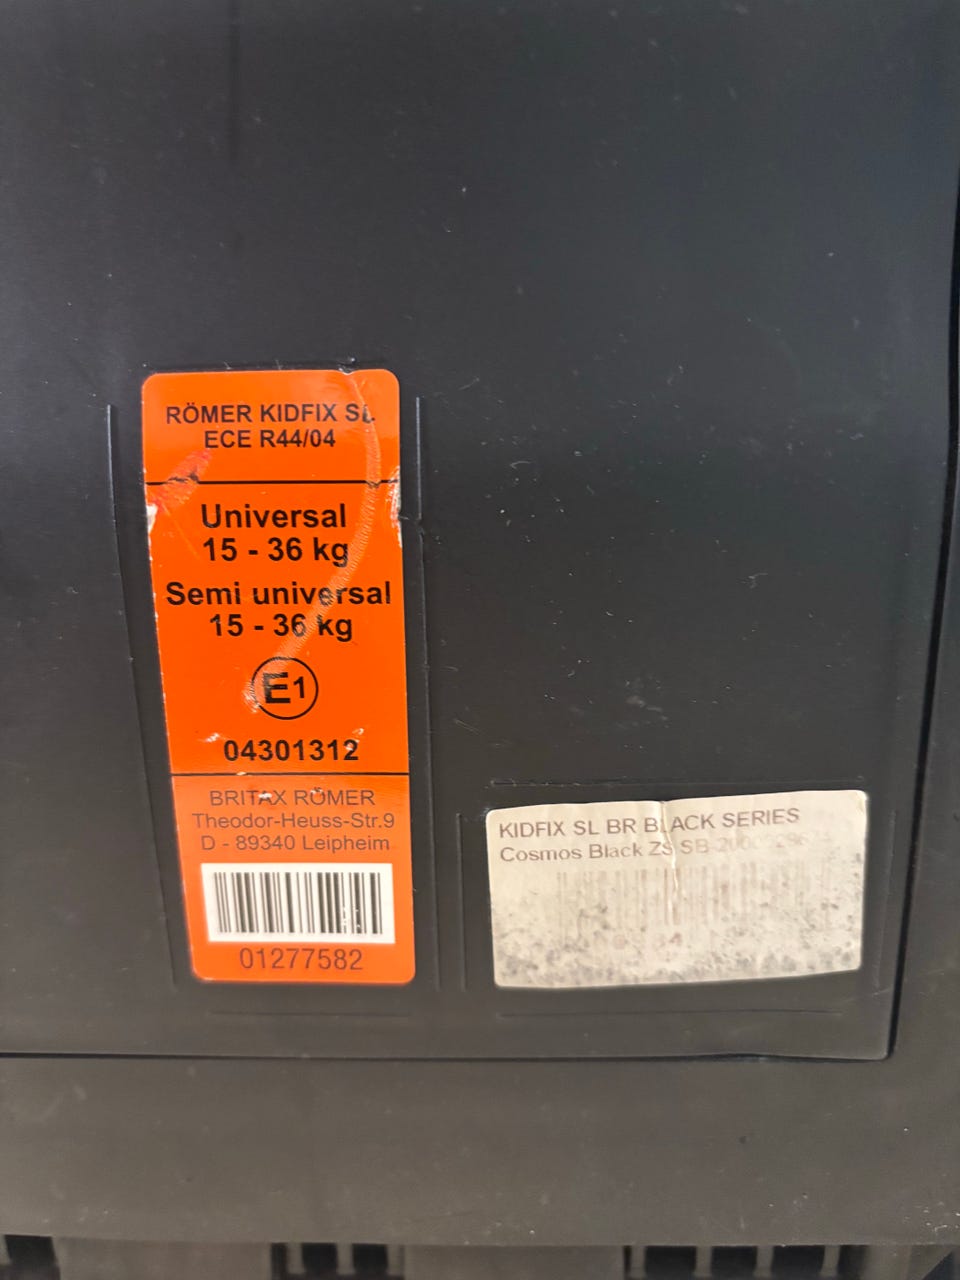 RÖMER KIDFIX SL
ECE R44/04
Universal
15 - 36 kg
Semi universal
15 - 36 kg
E1
04301312
BRITAX RÖMER
Theodor-Heuss-Str.9
D - 89340 Leipheim
01277582
KIDFIX SL BR BLACK SERIES
Cosmos Black ZS